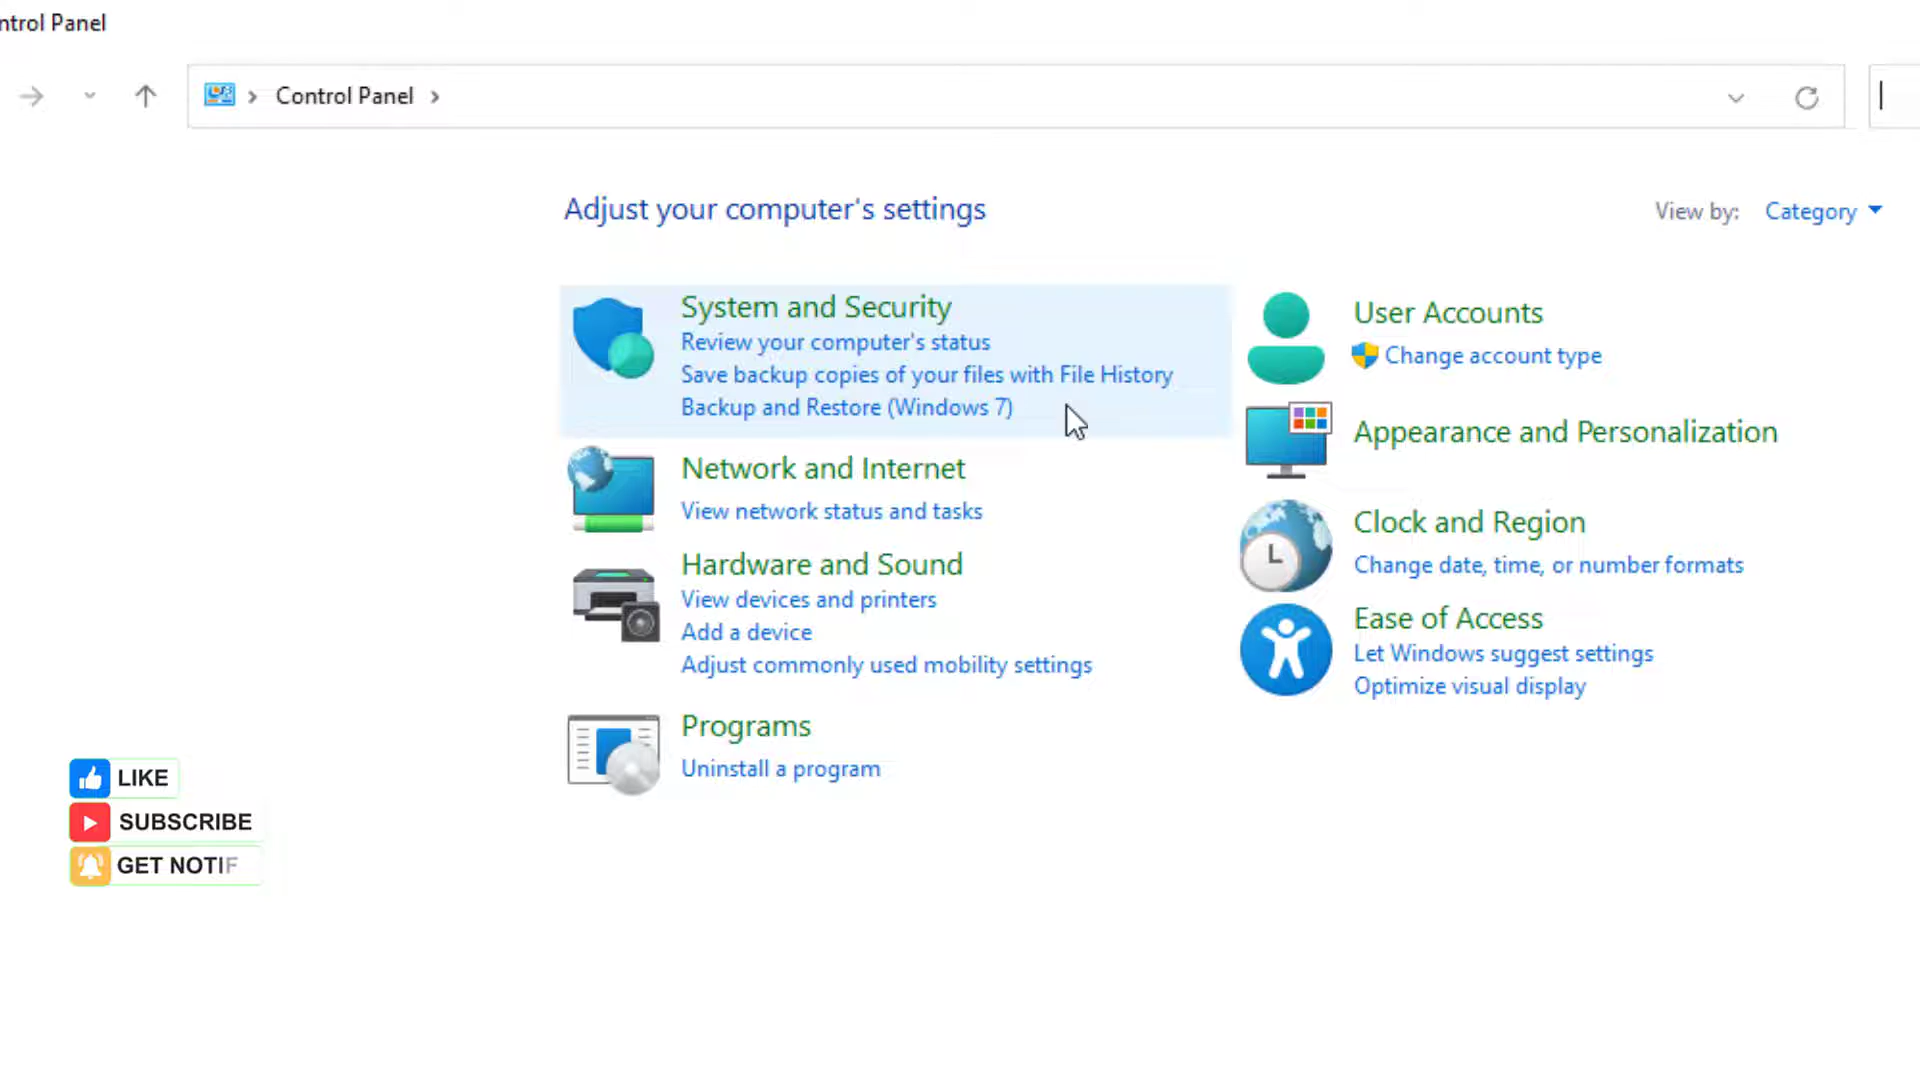 ntrol Panel
Control Panel
Adjust your computer's settings
View by: Category
System and Security
Review your computer's status
Save backup copies of your files with File History
Backup and Restore (Windows 7)
Network and Internet
View network status and tasks
Hardware and Sound
View devices and printers
Add a device
Adjust commonly used mobility settings
Programs
Uninstall a program
User Accounts
Change account type
Appearance and Personalization
Clock and Region
Change date, time, or number formats
Ease of Access
Let Windows suggest settings
Optimize visual display
LIKE
SUBSCRIBE
GET NOTIF